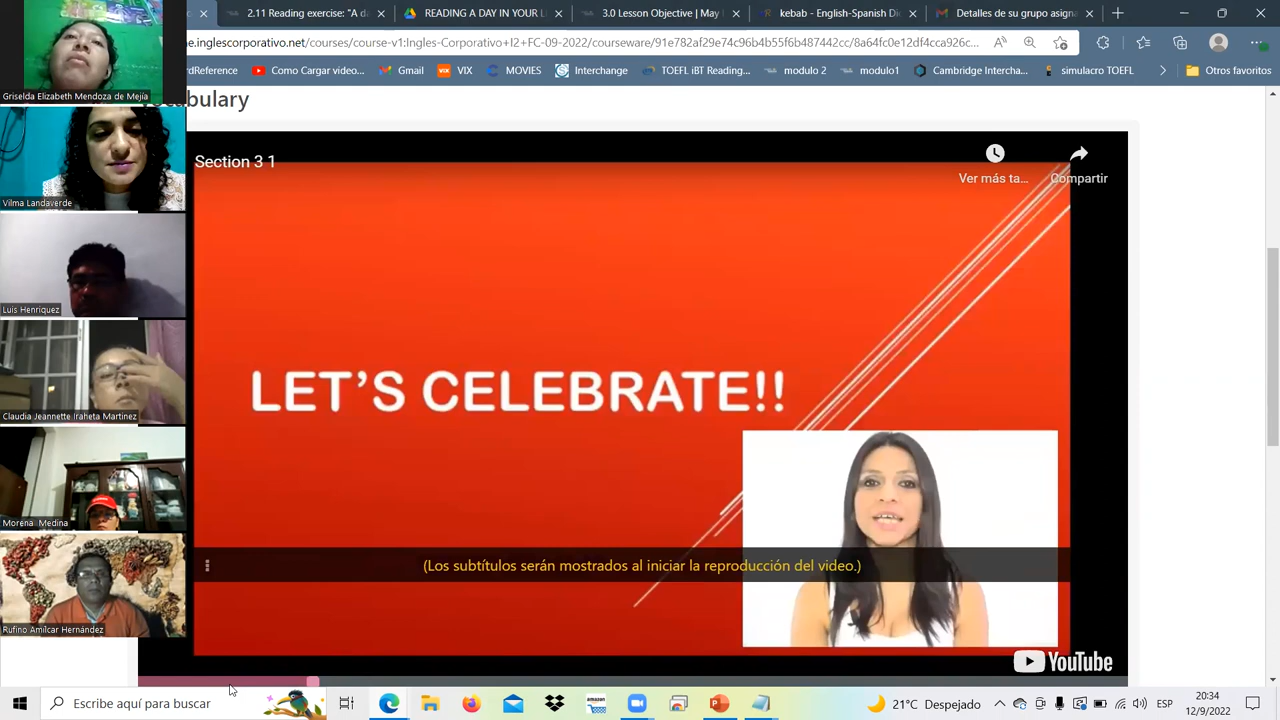 2.11 Reading exercise: "A d
READING A DAY IN YOUR L
3.0 Lesson Objective | May
kebab - English-Spanish Di
Detalles de su grupo asigna
ne.inglescorporativo.net/courses/course-v1:Ingles-Corporativo+I2+FC-09-2022/courseware/91e782af29e74c96b4b55f6b487442cc/8a64fc0e12df4cca926c...
rdReference
Como Cargar video...
Gmail
VIX
MOVIES
Interchange
TOEFL iBT Reading...
modulo 2
modulo1
Cambridge Intercha...
simulacro TOEFL
Otros favoritos
Griselda Elizabeth Mendoza de Mejía
Vocabulary
Section 3 1
Ver más ta...
Compartir
Vilma Landaverde
Luis Henriquez
LET'S CELEBRATE!!
Claudia Jeannette Iraheta Martinez
Morena Medina
(Los subtítulos serán mostrados al iniciar la reproducción del video.)
Rufino Amílcar Hernández
YouTube
Escribe aquí para buscar
amazon
21°C Despejado
ESP
20:34
12/9/2022